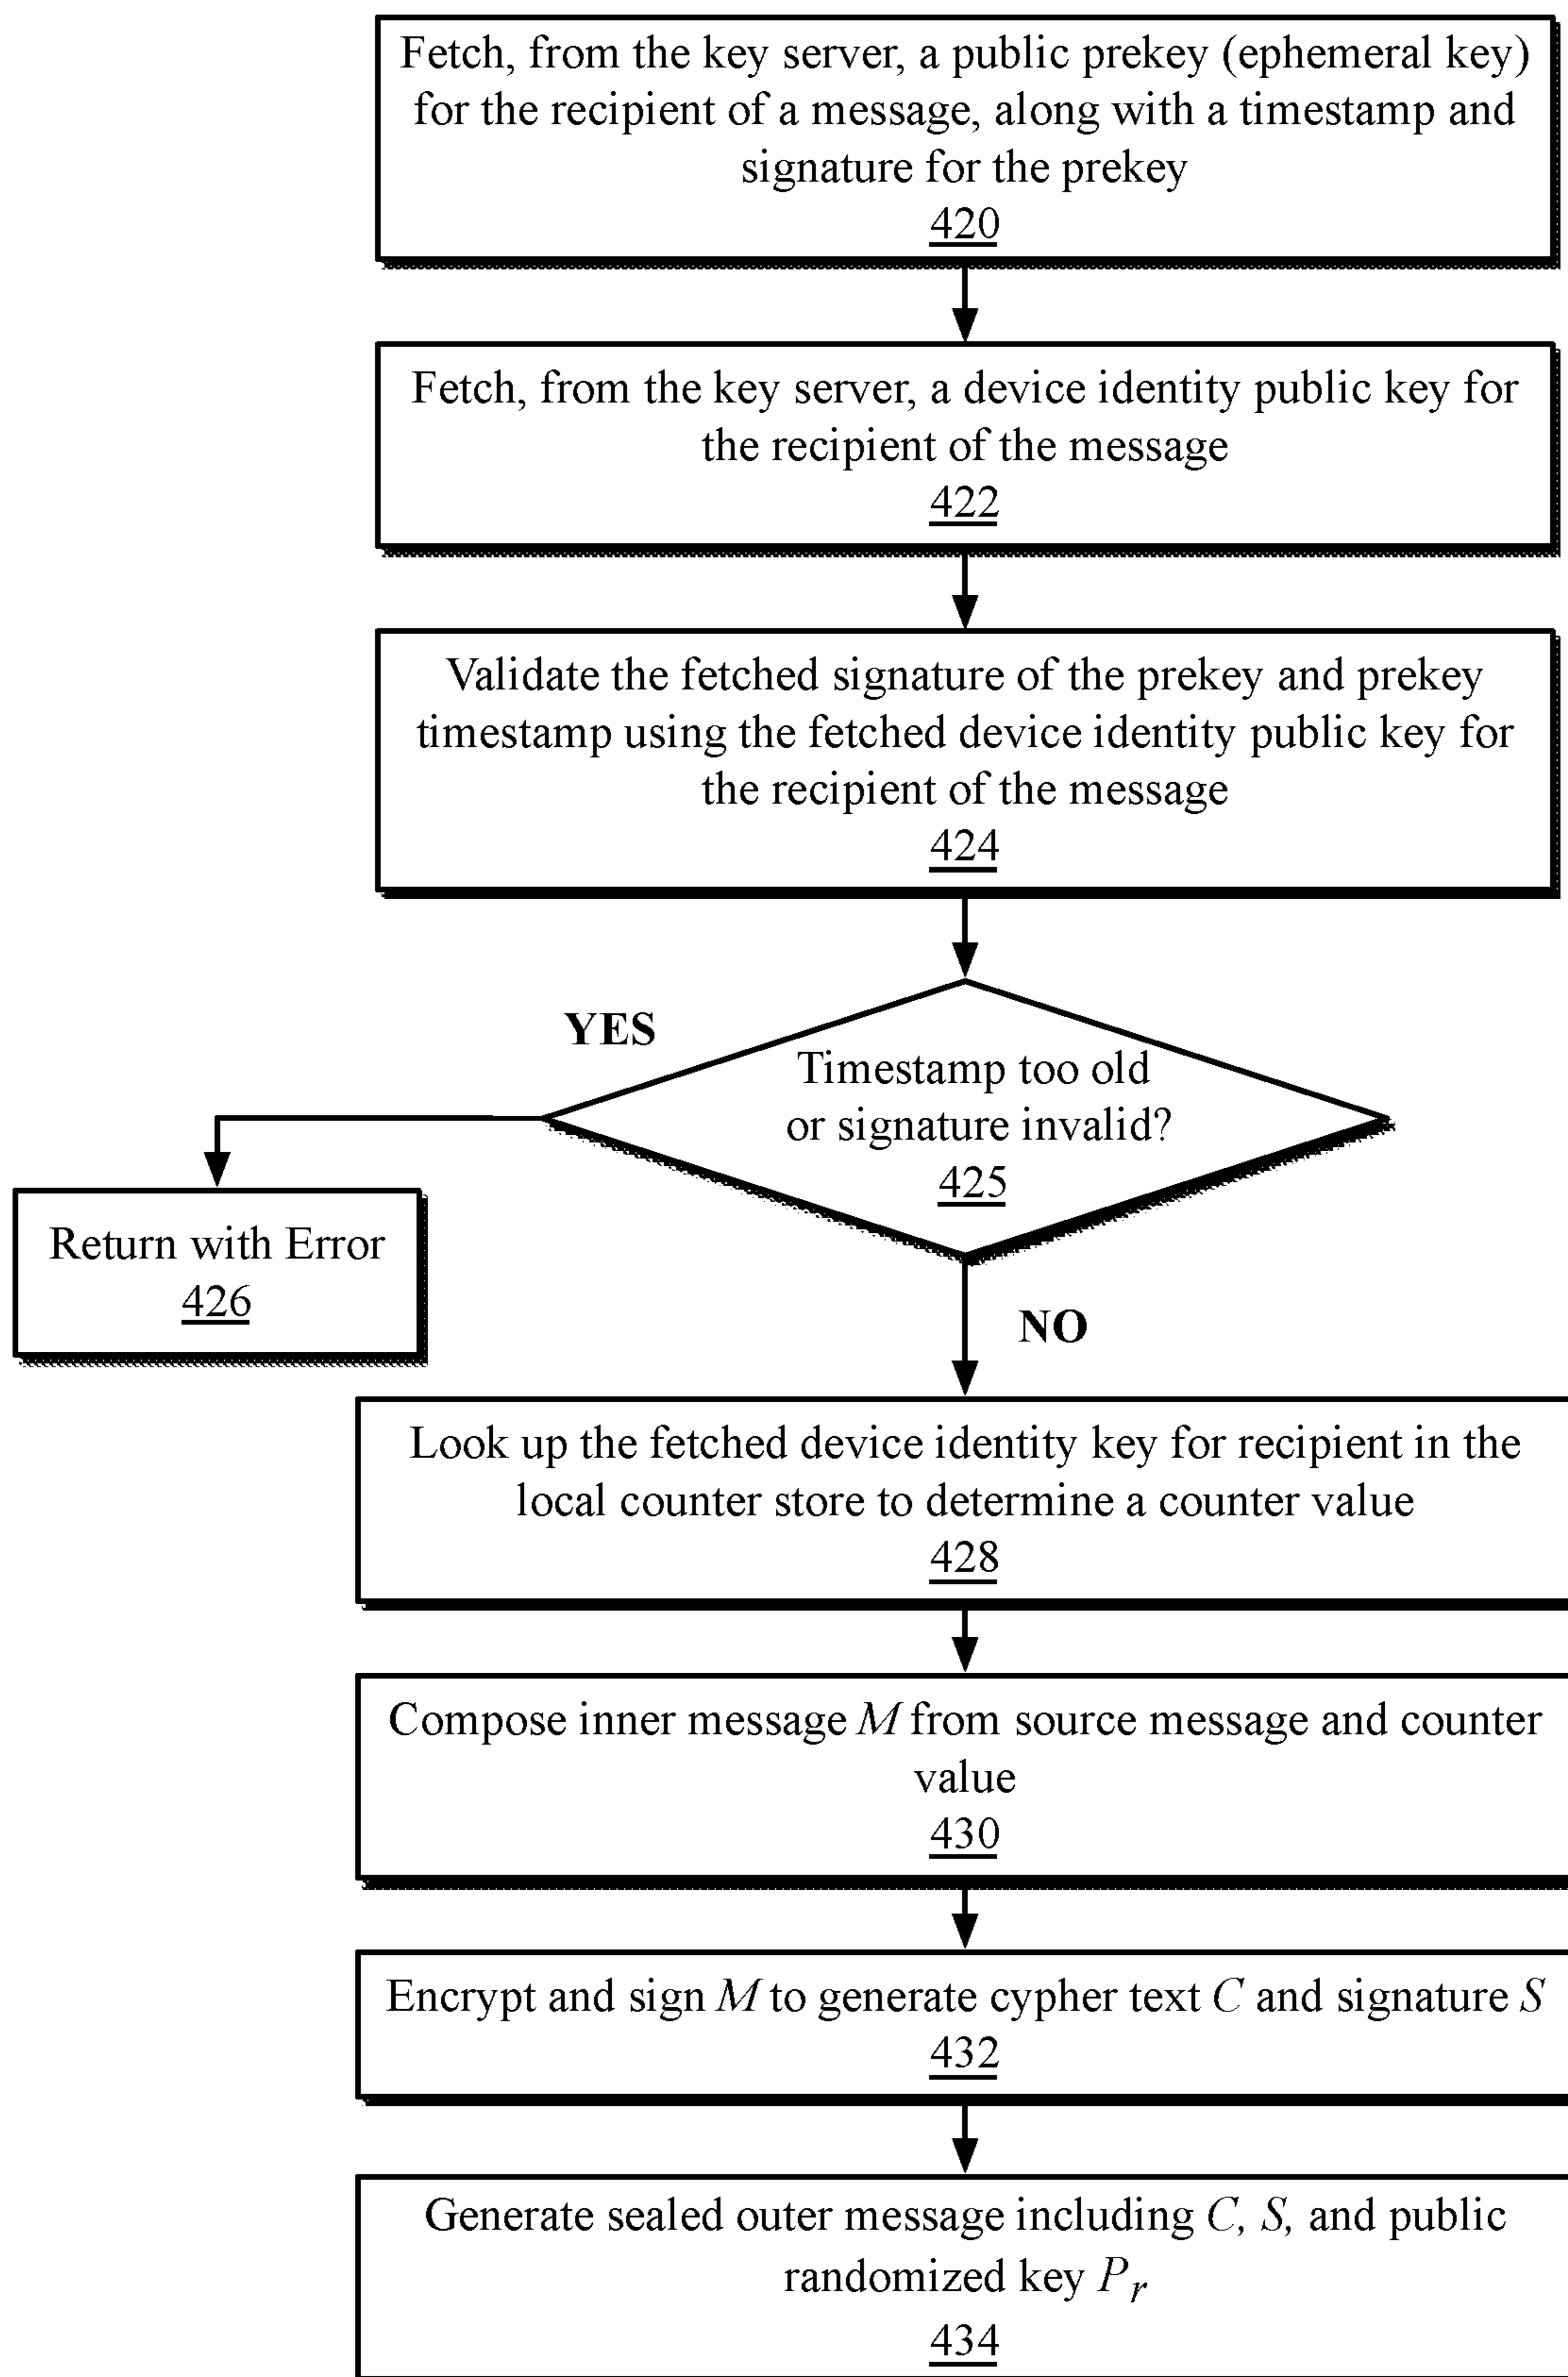 Fetch, from the key server, a public prekey (ephemeral key)
for the recipient of a message, along with a timestamp and
signature for the prekey
420
Fetch, from the key server, a device identity public key for
the recipient of the message
422
Validate the fetched signature of the prekey and prekey
timestamp using the fetched device identity public key for
the recipient of the message
424
YES
Timestamp too old
or signature invalid?
425
Return with Error
426
NO
Look up the fetched device identity key for recipient in the
local counter store to determine a counter value
428
Compose inner message M from source message and counter
value
430
Encrypt and sign M to generate cypher text C and signature S
432
Generate sealed outer message including C, S, and public
randomized key Pr
434